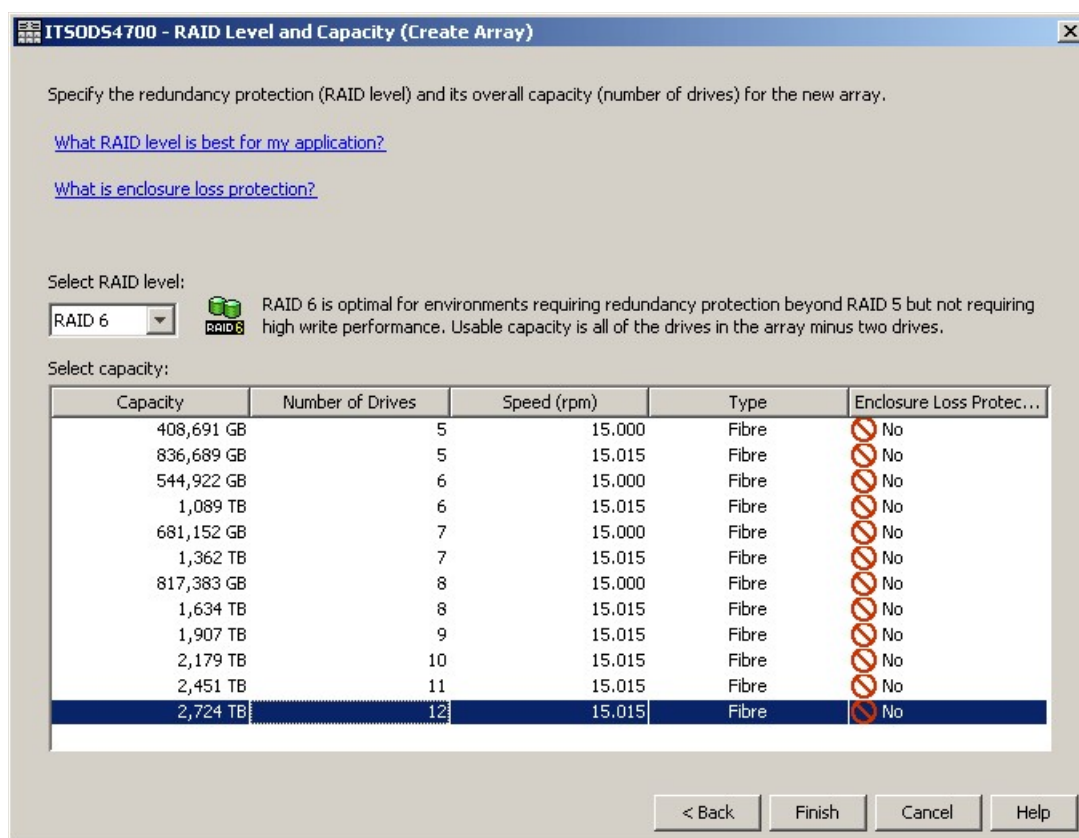 ITSODS4700 - RAID Level and Capacity (Create Array)
Specify the redundancy protection (RAID level) and its overall capacity (number of drives) for the new array.
What RAID level is best for my application?
What is enclosure loss protection?
Select RAID level:
RAID 6
RAID 6
RAID 6 is optimal for environments requiring redundancy protection beyond RAID 5 but not requiring
high write performance. Usable capacity is all of the drives in the array minus two drives.
Select capacity:
Capacity Number of Drives Speed (rpm) Type Enclosure Loss Protec...
408,691 GB 5 15.000 Fibre No
836,689 GB 5 15.015 Fibre No
544,922 GB 6 15.000 Fibre No
1,089 TB 6 15.015 Fibre No
681,152 GB 7 15.000 Fibre No
1,362 TB 7 15.015 Fibre No
817,383 GB 8 15.000 Fibre No
1,634 TB 8 15.015 Fibre No
1,907 TB 9 15.015 Fibre No
2,179 TB 10 15.015 Fibre No
2,451 TB 11 15.015 Fibre No
2,724 TB 12 15.015 Fibre No
< Back Finish Cancel Help